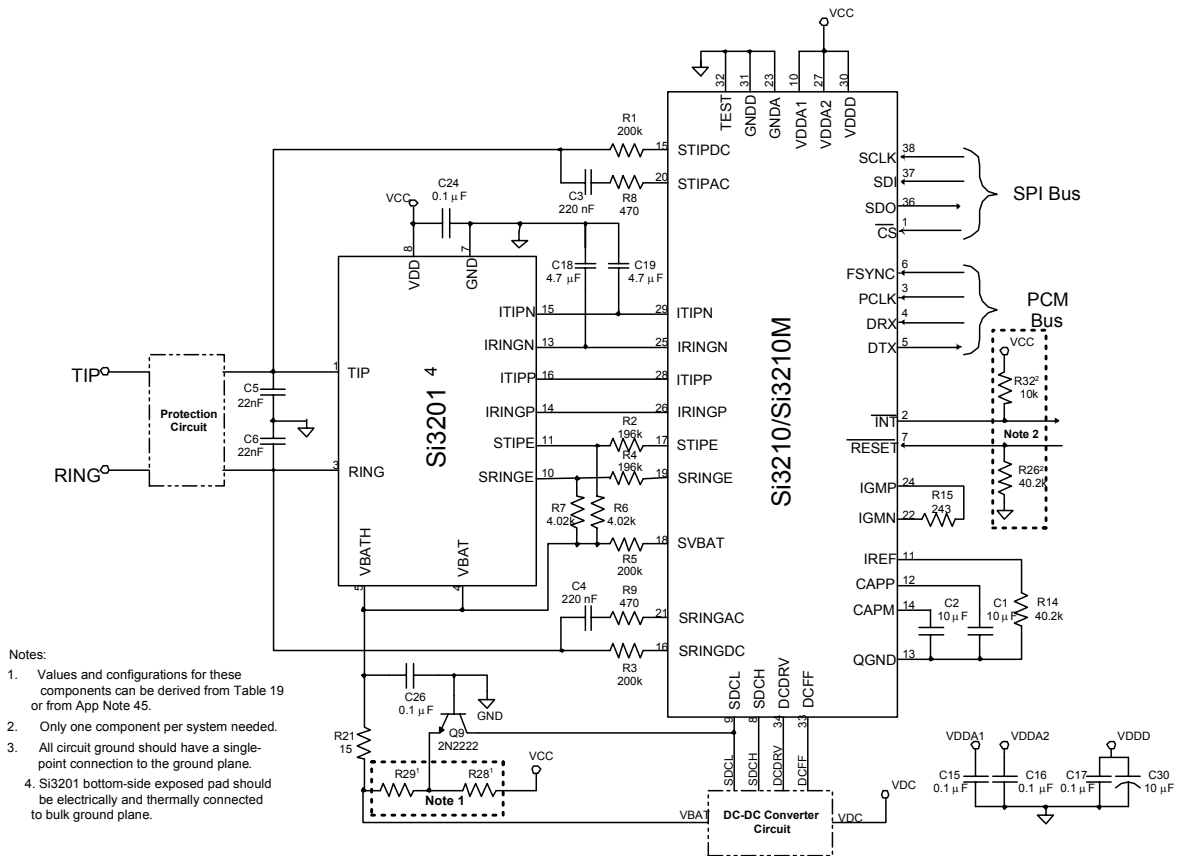 VCC
32
31
23
10
27
30
TEST
GNDD
GNDA
VDDA1
VDDA2
VDDD
R1
200k
15
STIPDC
C3
220 nF
R8
470
20
STIPAC
C24
0.1 µF
VCC
8
7
VDD
GND
C18
4.7 µF
C19
4.7 µF
ITIPN
15
29
ITIPN
IRINGN
13
25
IRINGN
ITIPP
16
28
ITIPP
IRINGP
14
26
IRINGP
STIPE
11
R2
196k
17
STIPE
SRINGE
10
R4
196k
19
SRINGE
R7
4.02k
R6
4.02k
18
SVBAT
R5
200k
TIP
RING
Protection
Circuit
C5
22nF
C6
22nF
1
TIP
3
RING
Si3201 4
VBATH
VBAT
5
4
C4
220 nF
R9
470
21
SRINGAC
16
SRINGDC
R3
200k
Si3210/Si3210M
SCLK
38
SDI
37
SDO
36
CS
1
SPI Bus
FSYNC
6
PCLK
3
DRX
4
DTX
5
PCM
Bus
VCC
R32²
10k
INT
2
Note 2
RESET
7
R26²
40.2k
IGMP
24
R15
243
IGMN
22
IREF
11
CAPP
12
CAPM
14
C2
10 µF
C1
10 µF
R14
40.2k
QGND
13
SDCL
SDCH
DCDRV
DCFF
9
8
34
33
SDCL
SDCH
DCDRV
DCFF
C26
0.1 µF
GND
Q9
2N2222
R21
15
R29¹
R28¹
Note 1
VCC
VBAT
DC-DC Converter
Circuit
VDC
VDC
VDDA1
VDDA2
VDDD
C15
0.1 µF
C16
0.1 µF
C17
0.1 µF
C30
10 µF
Notes:
1. Values and configurations for these
components can be derived from Table 19
or from App Note 45.
2. Only one component per system needed.
3. All circuit ground should have a single-
point connection to the ground plane.
4. Si3201 bottom-side exposed pad should
be electrically and thermally connected
to bulk ground plane.